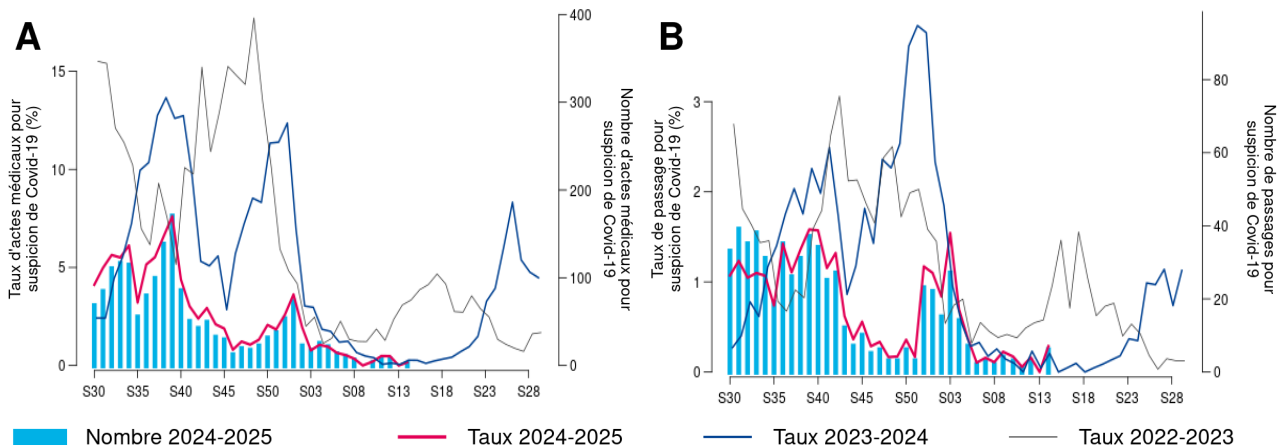 A
Taux d'actes médicaux pour
suspicion de Covid-19 (%)
15
10
5
0
400
300
200
100
0
Nombre d'actes médicaux pour
suspicion de Covid-19
S30
S35
S40
S45
S50
S03
S08
S13
S18
S23
S28
B
Taux de passage pour
suspicion de Covid-19 (%)
3
2
1
0
80
60
40
20
0
Nombre de passages pour
suspicion de Covid-19
S30
S35
S40
S45
S50
S03
S08
S13
S18
S23
S28
Nombre 2024-2025
Taux 2024-2025
Taux 2023-2024
Taux 2022-2023